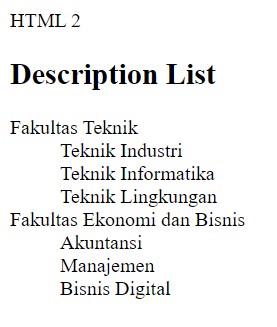 HTML 2
Description List
Fakultas Teknik
Teknik Industri
Teknik Informatika
Teknik Lingkungan
Fakultas Ekonomi dan Bisnis
Akuntansi
Manajemen
Bisnis Digital